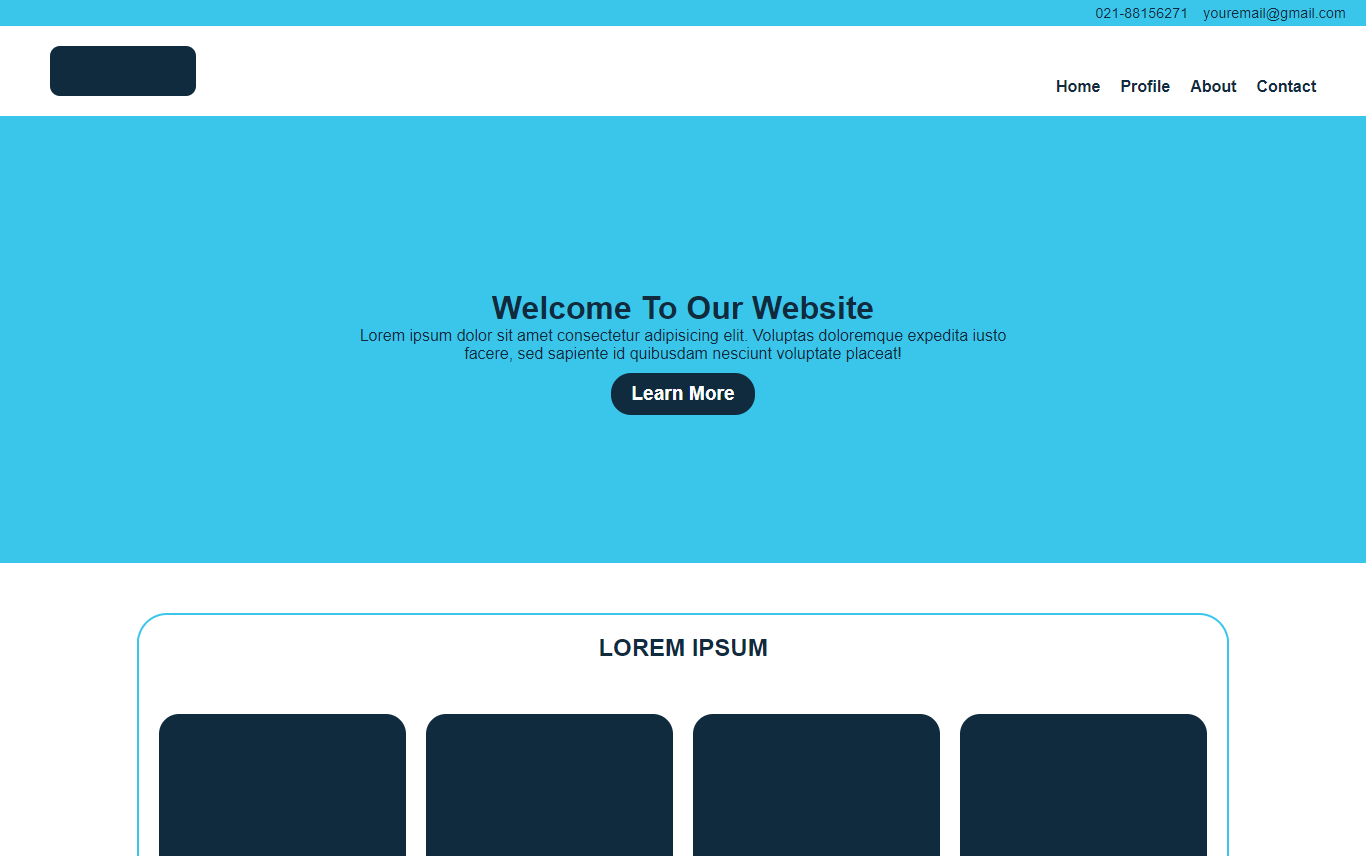 021-88156271 youremail@gmail.com
Home Profile About Contact
Welcome To Our Website
Lorem ipsum dolor sit amet consectetur adipisicing elit. Voluptas doloremque expedita iusto
facere, sed sapiente id quibusdam nesciunt voluptate placeat!
Learn More
LOREM IPSUM